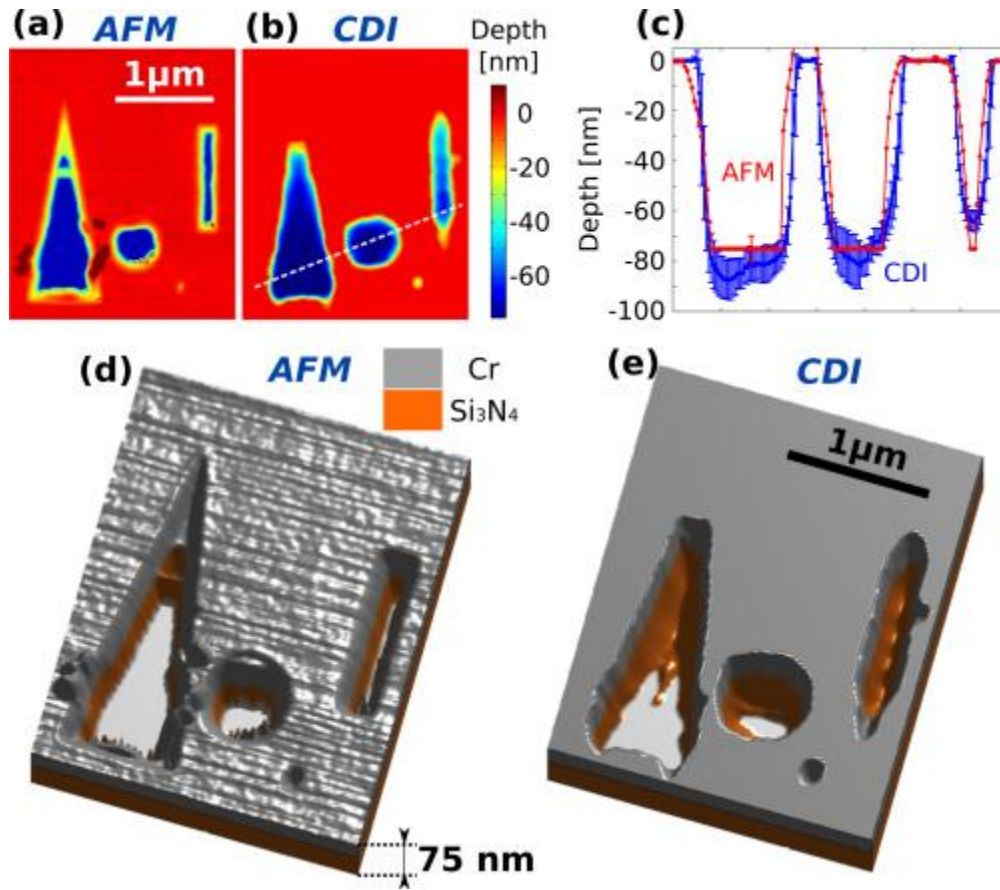 (a) AFM
(b) CDI
Depth
[nm]
1μm
0
-20
-40
-60
(c)
0
-20
-40
-60
-80
-100
Depth [nm]
AFM
CDI
(d) AFM
Cr
Si₃N₄
75 nm
(e) CDI
1μm